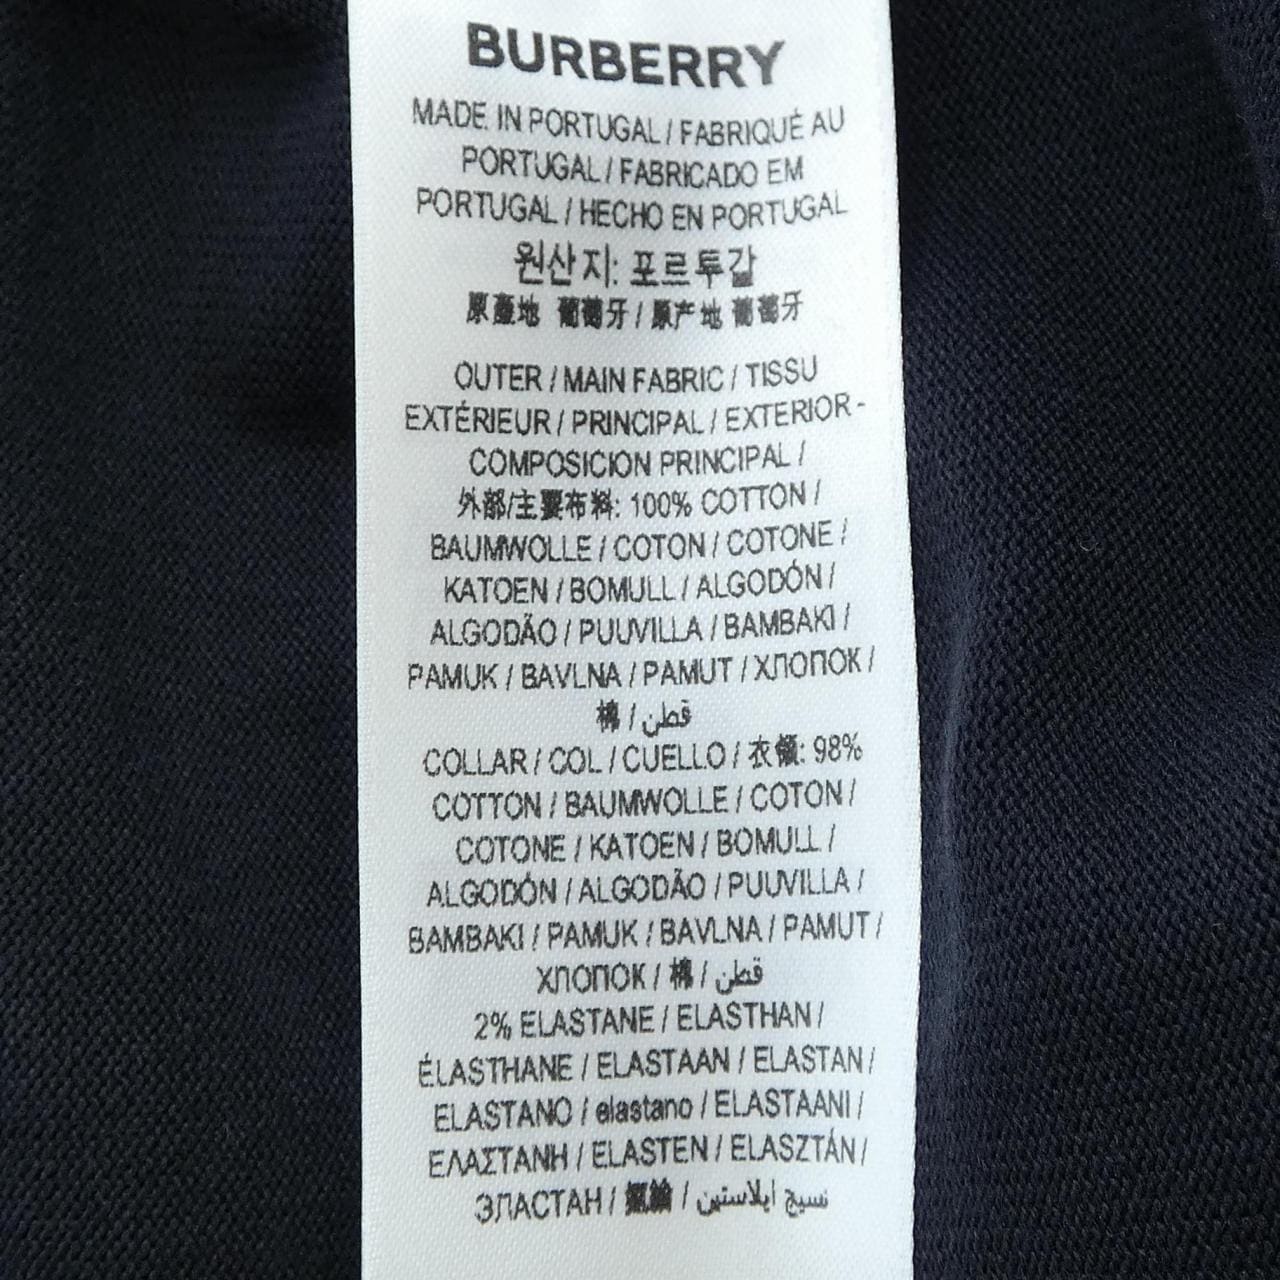 BURBERRY
MADE IN PORTUGAL / FABRIQUÉ AU
PORTUGAL / FABRICADO EM
PORTUGAL / HECHO EN PORTUGAL
원산지: 포르투갈
原產地 葡萄牙 / 原产地 葡萄牙
OUTER / MAIN FABRIC / TISSU
EXTÉRIEUR / PRINCIPAL / EXTERIOR -
COMPOSICION PRINCIPAL /
外部/主要布料: 100% COTTON /
BAUMWOLLE / COTON / COTONE /
KATOEN / BOMULL / ALGODÓN /
ALGODÃO / PUUVILLA / BAMBAKI /
PAMUK / BAVLNA / PAMUT / ХЛОПОК /
棉 / قطن
COLLAR / COL / CUELLO / 衣領: 98%
COTTON / BAUMWOLLE / COTON /
COTONE / KATOEN / BOMULL /
ALGODÓN / ALGODÃO / PUUVILLA /
BAMBAKI / PAMUK / BAVLNA / PAMUT /
ХЛОПОК / 棉 / قطن
2% ELASTANE / ELASTHAN /
ÉLASTHANE / ELASTAAN / ELASTAN /
ELASTANO / elastano / ELASTAANI /
ΕΛΑΣΤΑΝΗ / ELASTEN / ELASZTÁN /
ЭЛАСТАН / 氨綸 / نسيج ايلاستين